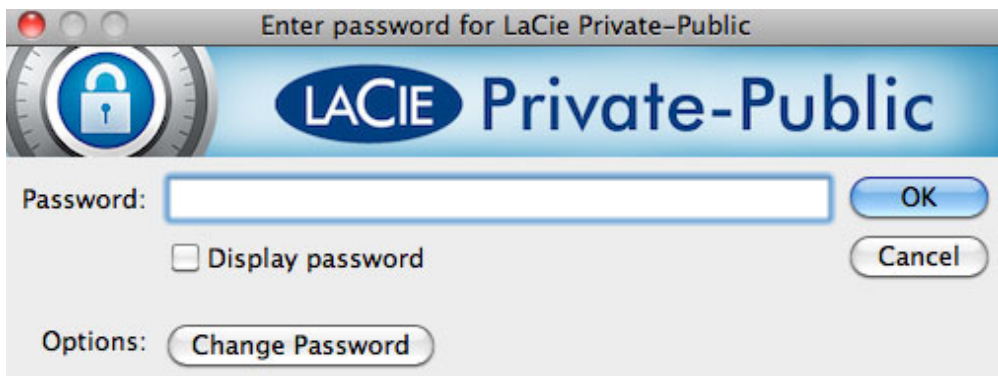 Enter password for LaCie Private-Public
LACIE Private-Public
Password:
OK
Display password
Cancel
Options:
Change Password